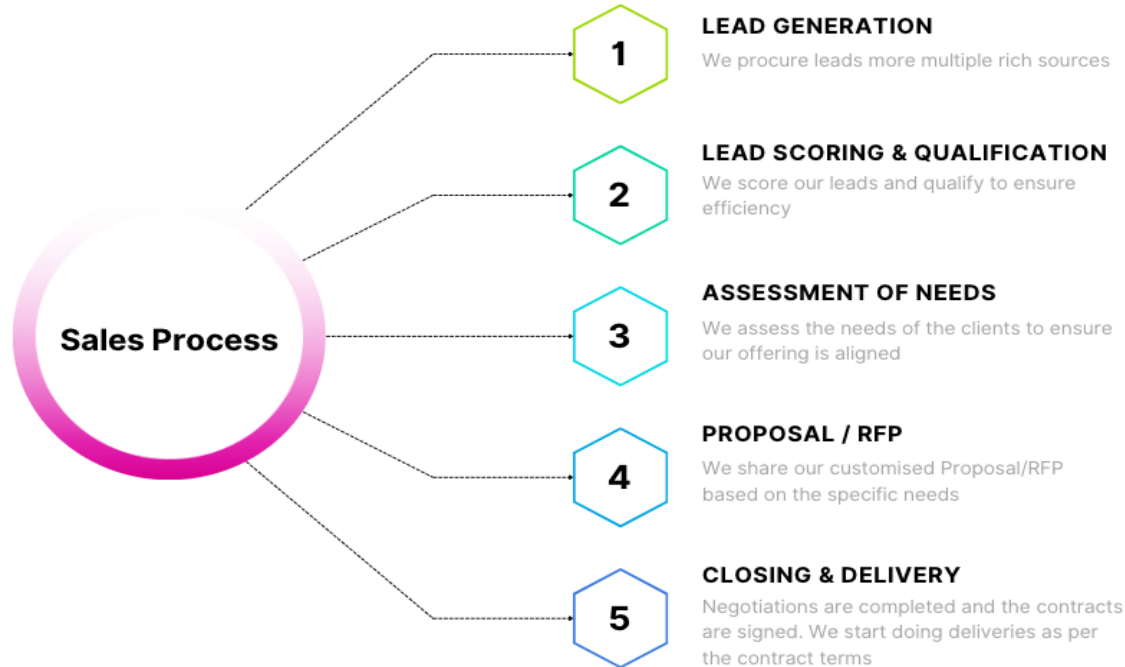 Sales Process
1
LEAD GENERATION
We procure leads more multiple rich sources
2
LEAD SCORING & QUALIFICATION
We score our leads and qualify to ensure
efficiency
3
ASSESSMENT OF NEEDS
We assess the needs of the clients to ensure
our offering is aligned
4
PROPOSAL / RFP
We share our customised Proposal/RFP
based on the specific needs
5
CLOSING & DELIVERY
Negotiations are completed and the contracts
are signed. We start doing deliveries as per
the contract terms